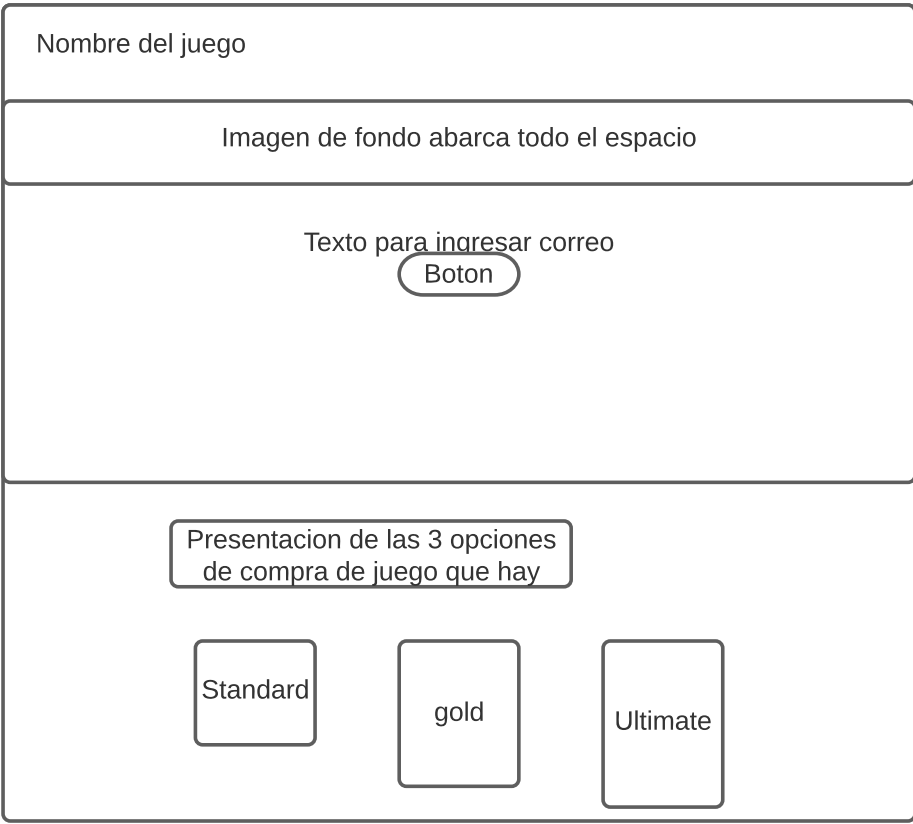 Nombre del juego
Imagen de fondo abarca todo el espacio
Texto para ingresar correo
Boton
Presentacion de las 3 opciones
de compra de juego que hay
Standard
gold
Ultimate